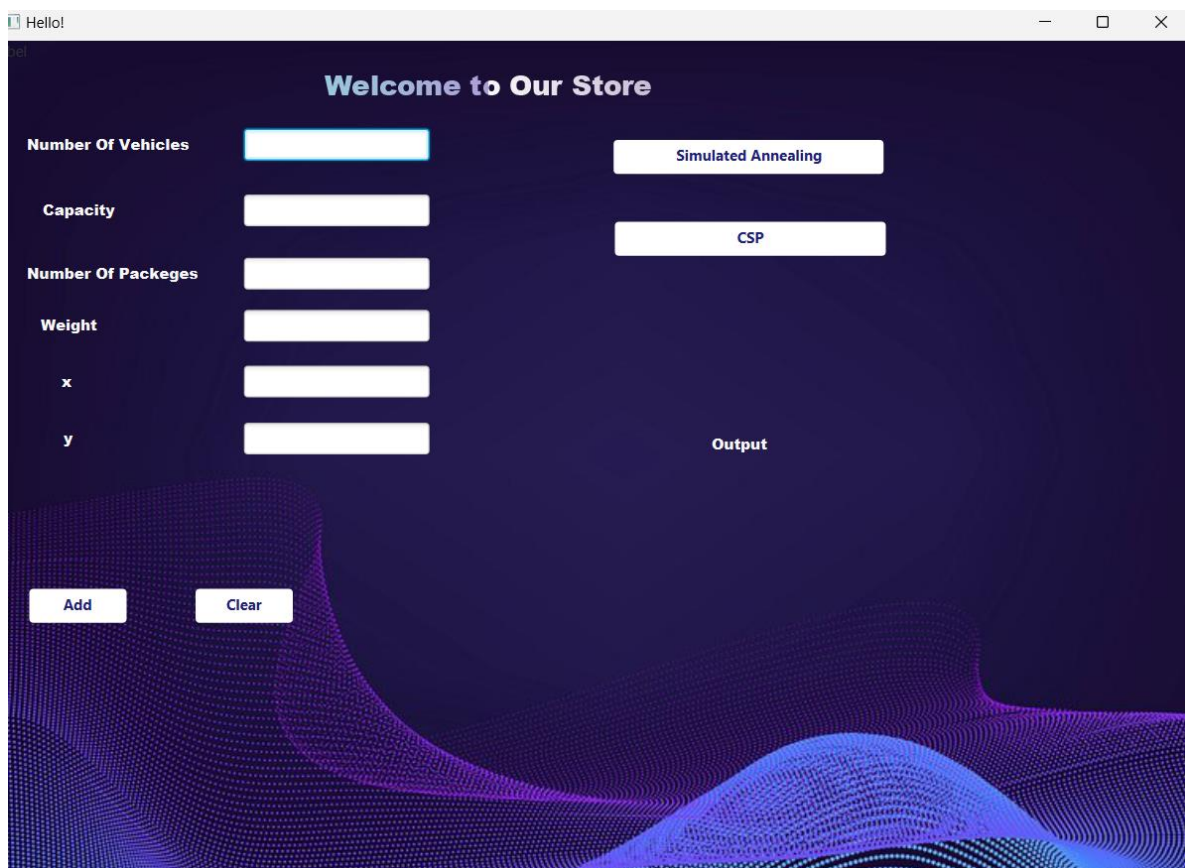 Hello!
Welcome to Our Store
Number Of Vehicles
Simulated Annealing
Capacity
CSP
Number Of Packeges
Weight
x
y
Output
Add
Clear